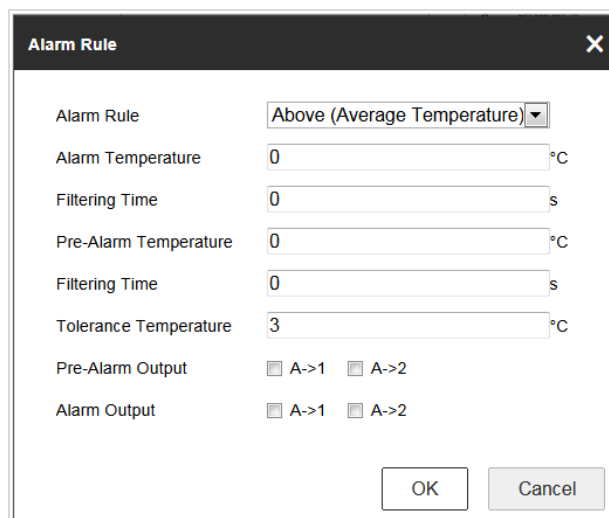 Alarm Rule
Alarm Rule Above (Average Temperature)
Alarm Temperature 0 °C
Filtering Time 0 s
Pre-Alarm Temperature 0 °C
Filtering Time 0 s
Tolerance Temperature 3 °C
Pre-Alarm Output A->1 A->2
Alarm Output A->1 A->2
OK Cancel